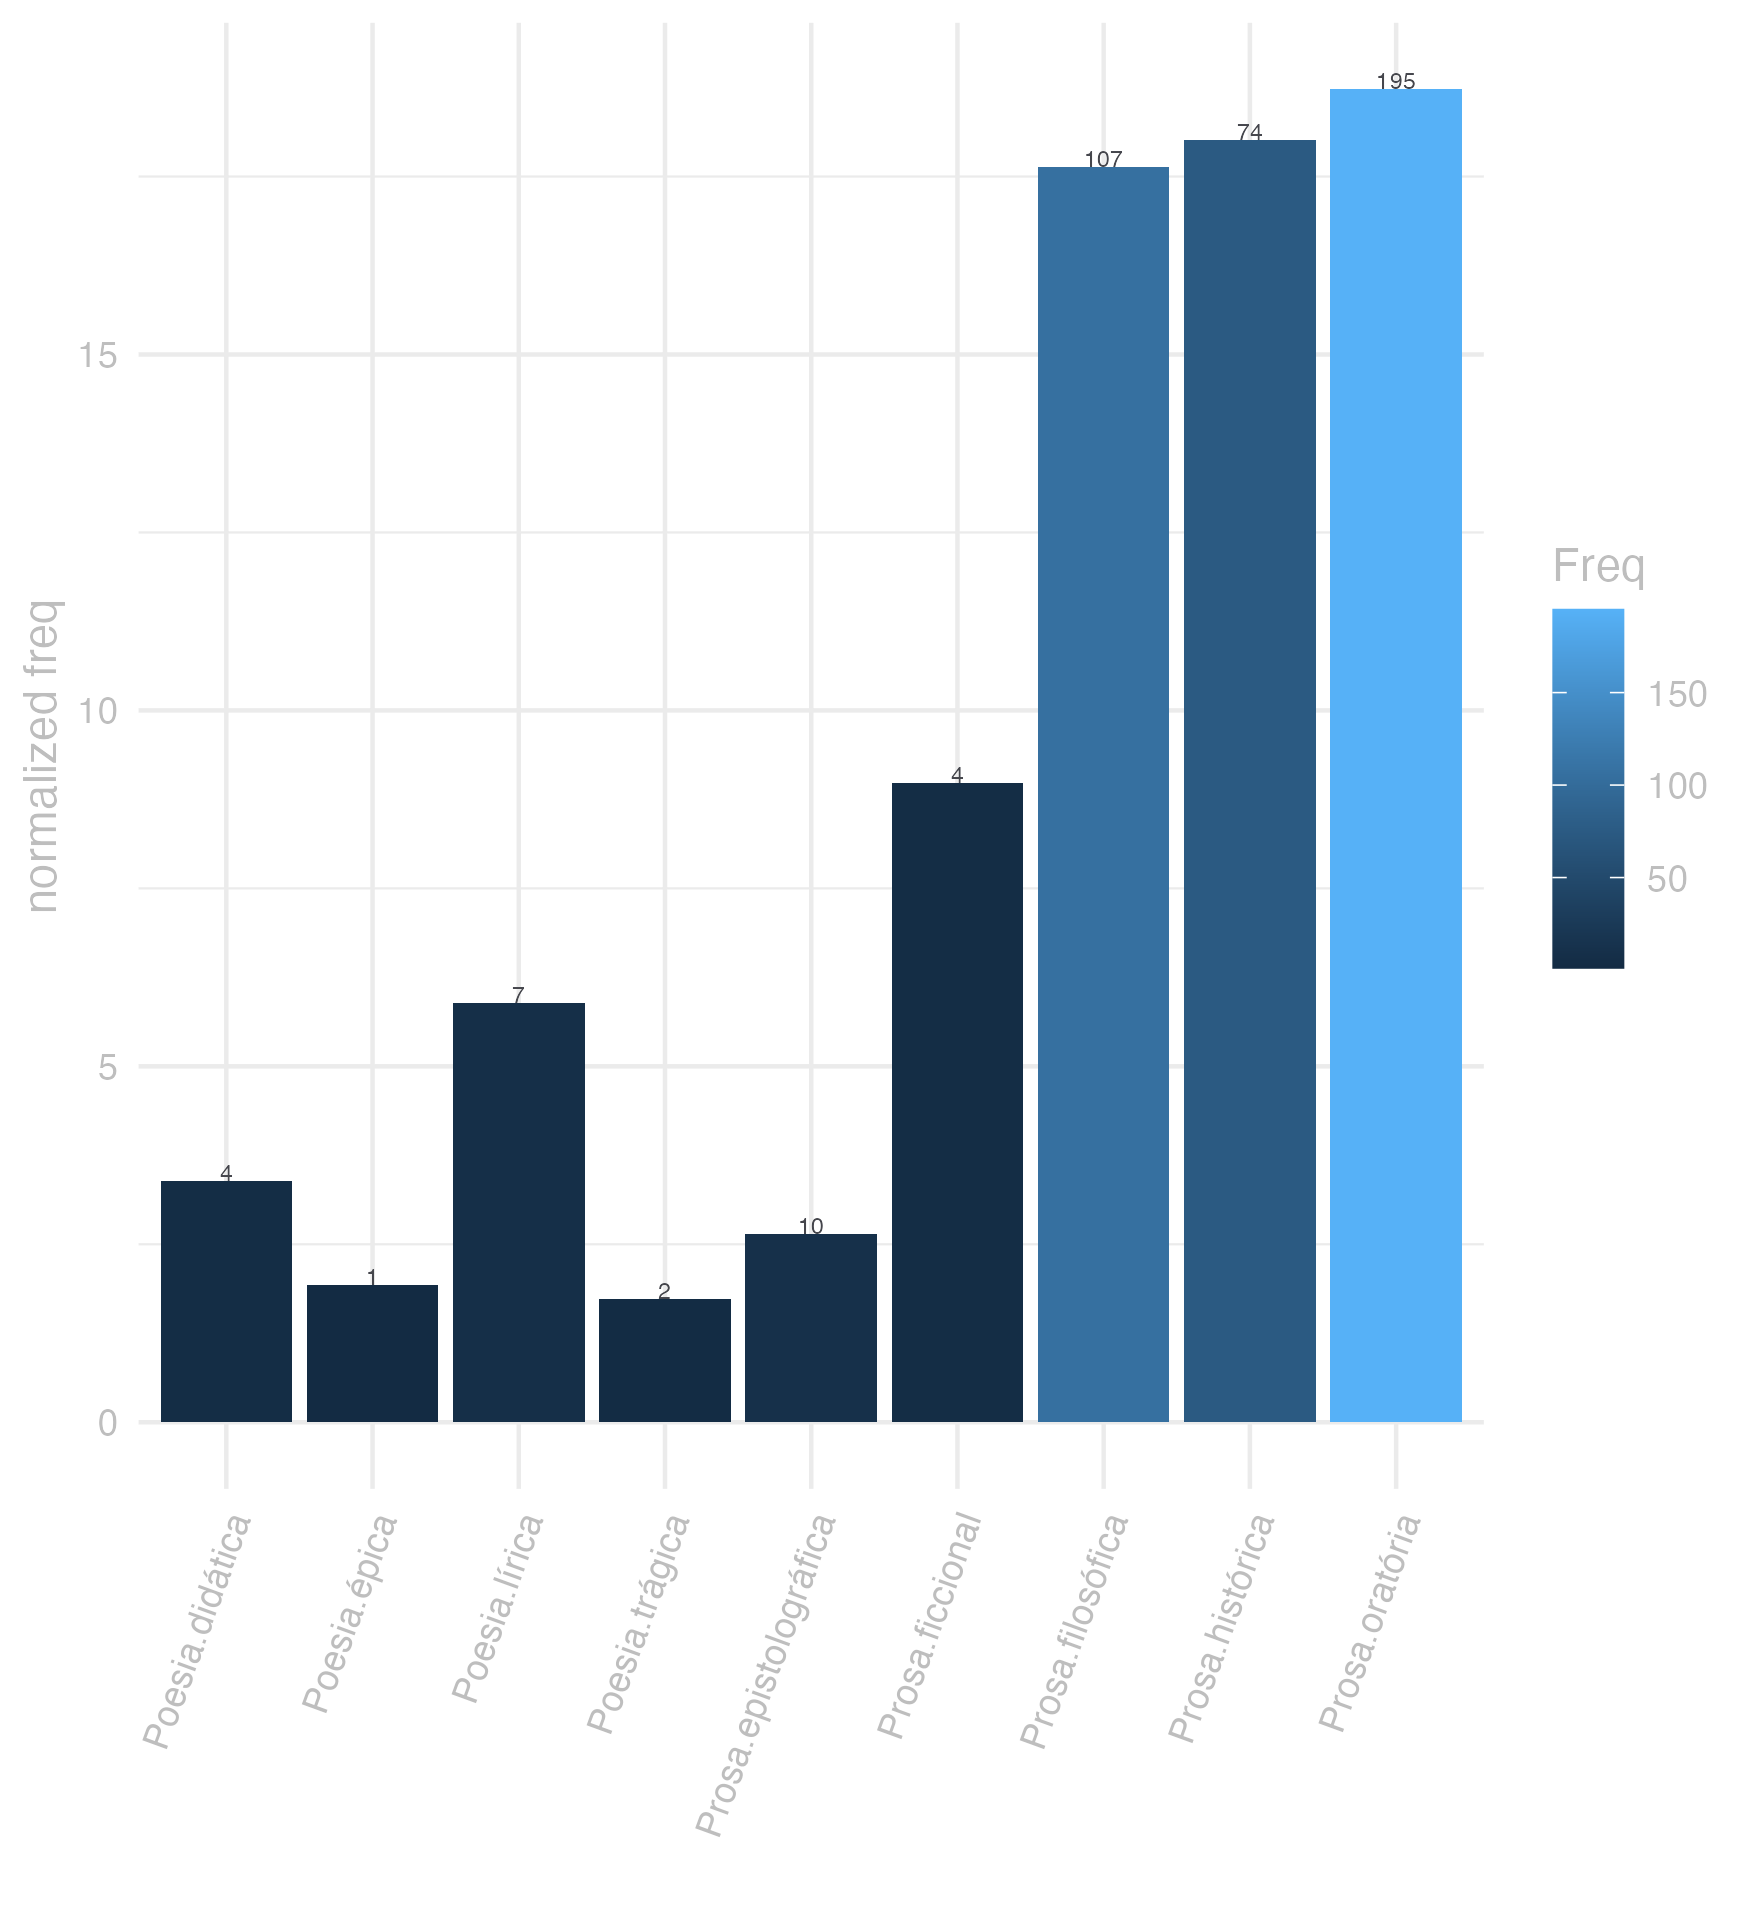 normalized freq
15
10
5
0
4
1
7
2
10
4
107
74
195
Poesia.didática
Poesia.épica
Poesia.lírica
Poesia.trágica
Prosa.epistolográfica
Prosa.ficcional
Prosa.filosófica
Prosa.histórica
Prosa.oratória
Freq
150
100
50